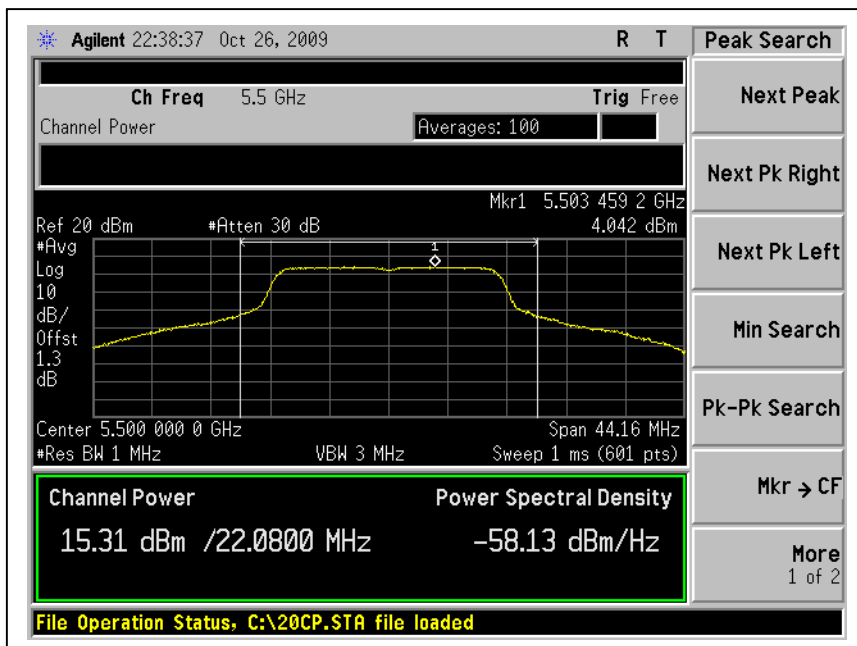 Agilent 22:38:37 Oct 26, 2009 R T
Peak Search
Ch Freq 5.5 GHz Trig Free
Channel Power Averages: 100
Mkr1 5.503 459 2 GHz
Ref 20 dBm #Atten 30 dB 4.042 dBm
#Avg
Log
10
dB/
Offst
1.3
dB
1
Center 5.500 000 0 GHz Span 44.16 MHz
#Res BW 1 MHz VBW 3 MHz Sweep 1 ms (601 pts)
Channel Power Power Spectral Density
15.31 dBm /22.0800 MHz -58.13 dBm/Hz
File Operation Status, C:\20CP.STA file loaded
Next Peak
Next Pk Right
Next Pk Left
Min Search
Pk-Pk Search
Mkr → CF
More
1 of 2